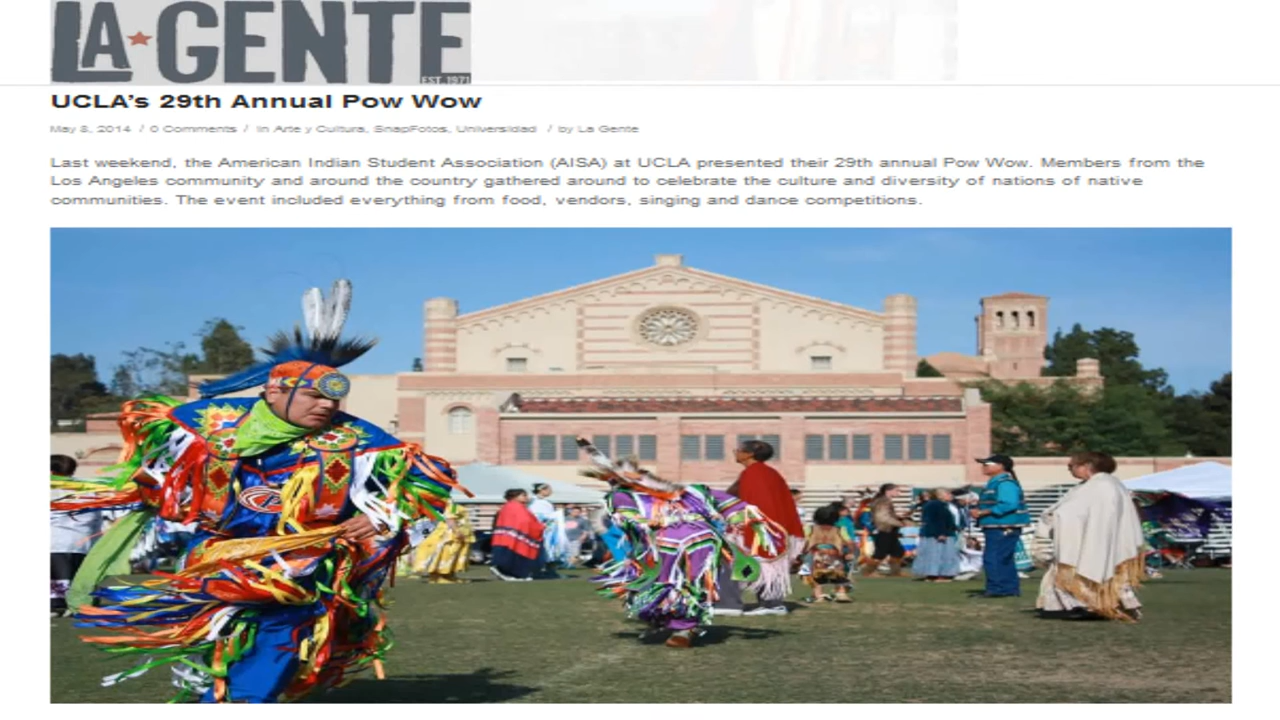 LA GENTE
EST. 1971
UCLA's 29th Annual Pow Wow
May 8, 2014 / 0 Comments / in Arte y Cultura, SnapFotos, Universidad / by La Gente
Last weekend, the American Indian Student Association (AISA) at UCLA presented their 29th annual Pow Wow. Members from the
Los Angeles community and around the country gathered around to celebrate the culture and diversity of nations of native
communities. The event included everything from food, vendors, singing and dance competitions.